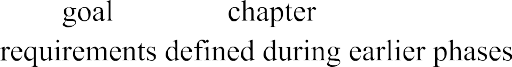 goal chapter
requirements defined during earlier phases